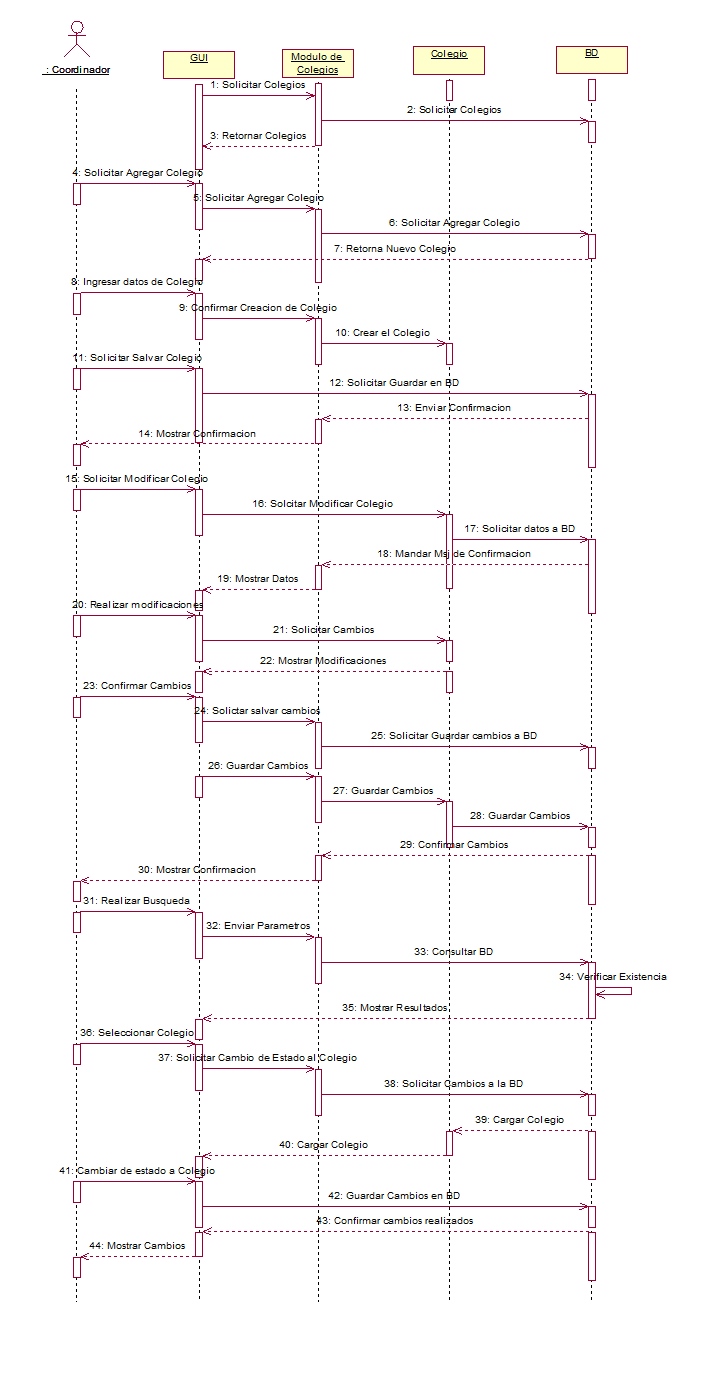 : Coordinador
GUI
Modulo de
Colegios
Colegio
BD
1: Solicitar Colegios
2: Soliciter Colegios
3: Retornar Colegios
4: Solicitar Agregar Colegio
5: Solicitar Agregar Colegio
6: Solicitar Agregar Colegio
7: Retorna Nuevo Colegio
8: Ingresar datos de Colegio
9: Confirmar Creacion de Colegio
10: Crear el Colegio
11: Solicitar Salvar Colegio
12: Solicitar Guardar en BD
13: Enviar Confirmacion
14: Mostrar Confirmacion
15: Solicitar Modificar Colegio
16: Solcitar Modificar Colegio
17: Solicitar datos a BD
18: Mandar Msj de Confirmacion
19: Mostrar Datos
20: Realizar modificaciones
21: Solicitar Cambios
22: Mostrar Modificaciones
23: Confirmar Cambios
24: Solictar salvar cambios
25: Solicitar Guardar cambios a BD
26: Guardar Cambios
27: Guardar Cambios
28: Guardar Cambios
29: Confirmar Cambios
30: Mostrar Confirmacion
31: Realizar Busqueda
32: Enviar Parametros
33: Consultar BD
34: Verificar Existencia
35: Mostrar Resultados
36: Seleccionar Colegio
37: Solicitar Cambio de Estado al Colegio
38: Solicitar Cambios a la BD
39: Cargar Colegio
40: Cargar Colegio
41: Cambiar de estado a Colegio
42: Guardar Cambios en BD
43: Confirmar cambios realizados
44: Mostrar Cambios